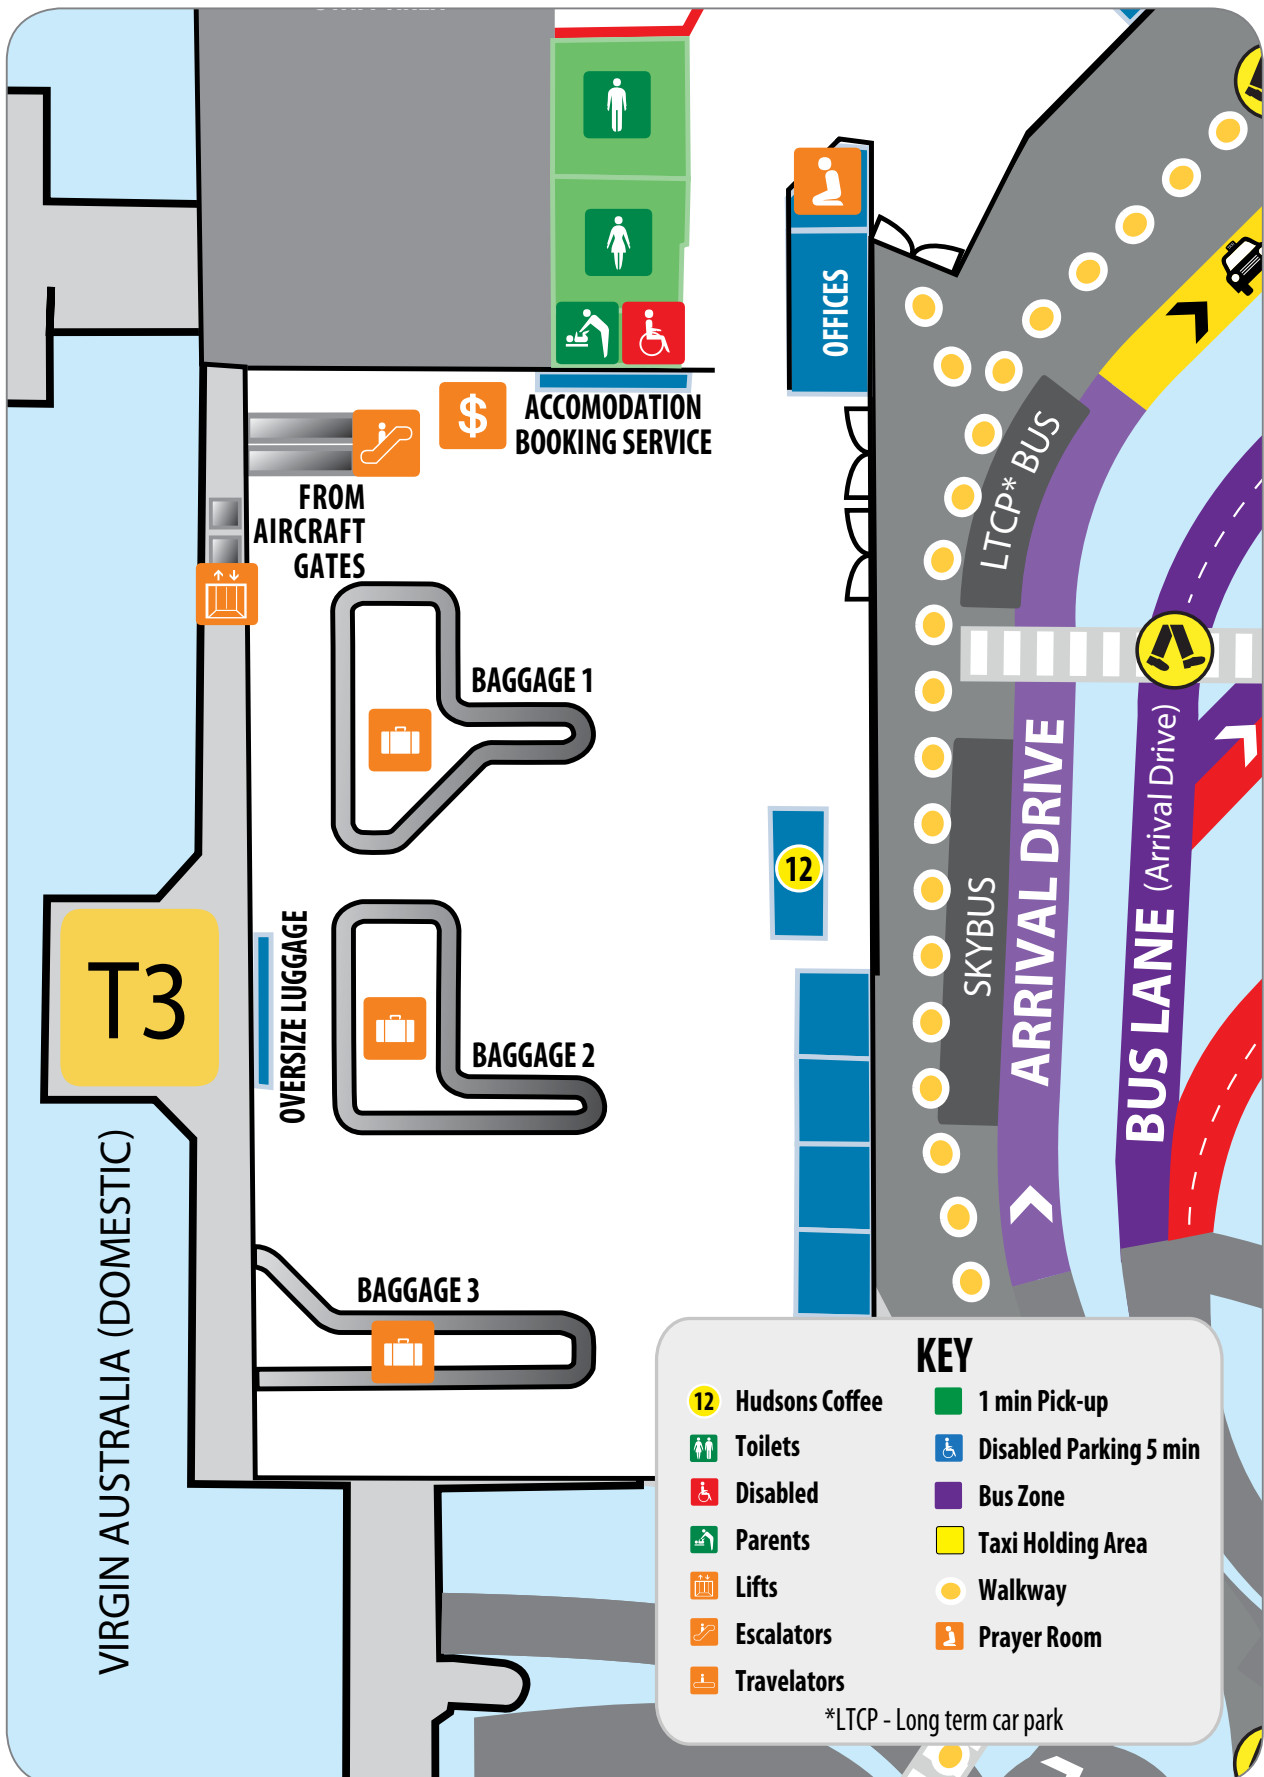 OFFICES
$
ACCOMODATION
BOOKING SERVICE
FROM
AIRCRAFT
GATES
LTCP* BUS
BAGGAGE 1
12
SKYBUS
ARRIVAL DRIVE
BUS LANE (Arrival Drive)
T3
OVERSIZE LUGGAGE
BAGGAGE 2
VIRGIN AUSTRALIA (DOMESTIC)
BAGGAGE 3
KEY
12 Hudsons Coffee
Toilets
Disabled
Parents
Lifts
Escalators
Travelators
1 min Pick-up
Disabled Parking 5 min
Bus Zone
Taxi Holding Area
Walkway
Prayer Room
*LTCP - Long term car park